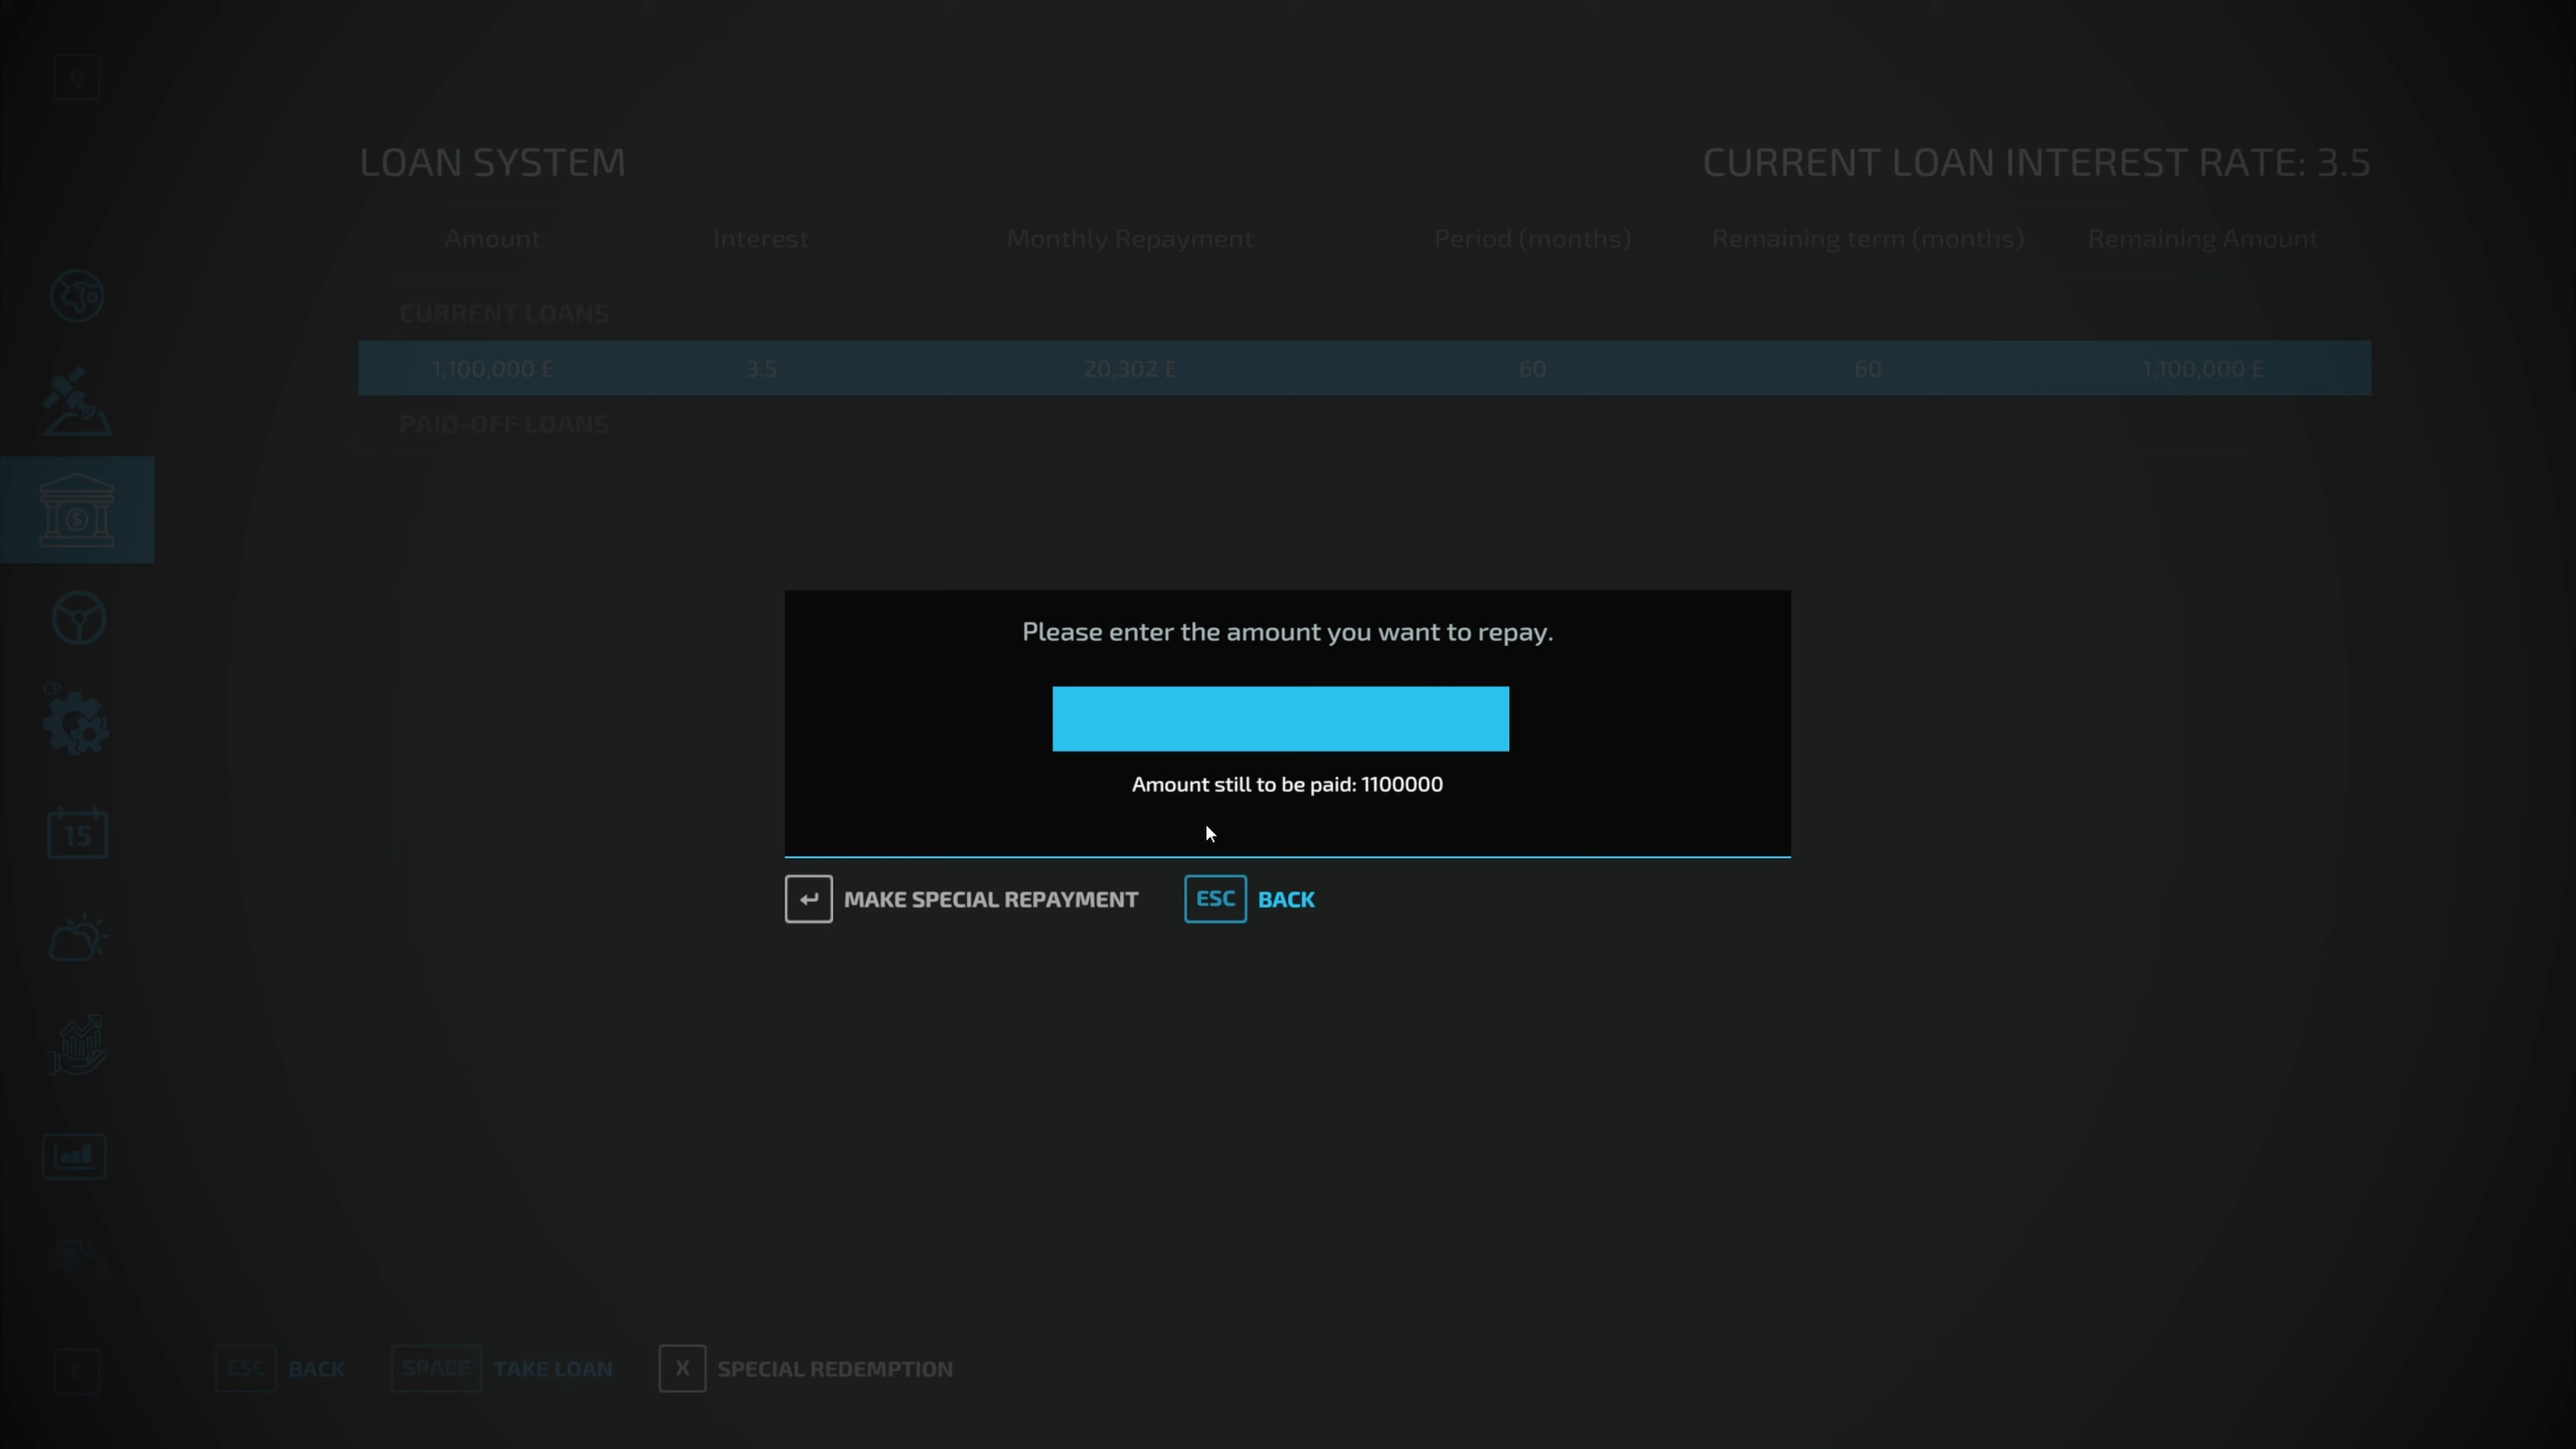 Q
LOAN SYSTEM
CURRENT LOAN INTEREST RATE: 3.5
Amount Interest Monthly Repayment Period (months) Remaining term (months) Remaining Amount
CURRENT LOANS
1,100,000 £ 3.5 20,302 £ 60 60 1,100,000 £
PAID-OFF LOANS
Please enter the amount you want to repay.
Amount still to be paid: 1100000
MAKE SPECIAL REPAYMENT ESC BACK
CP
15
E
ESC BACK SPACE TAKE LOAN X SPECIAL REDEMPTION